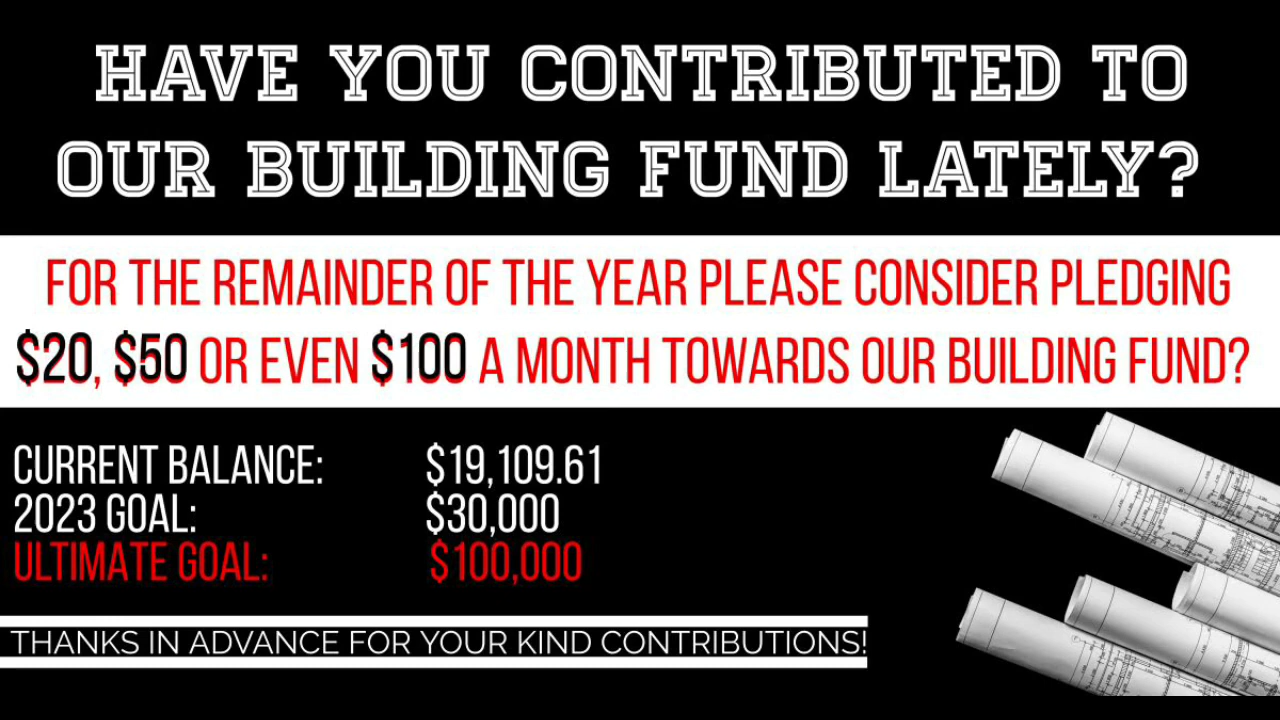 HAVE YOU CONTRIBUTED TO
OUR BUILDING FUND LATELY?
FOR THE REMAINDER OF THE YEAR PLEASE CONSIDER PLEDGING
$20, $50 OR EVEN $100 A MONTH TOWARDS OUR BUILDING FUND?
CURRENT BALANCE: $19,109.61
2023 GOAL: $30,000
ULTIMATE GOAL: $100,000
THANKS IN ADVANCE FOR YOUR KIND CONTRIBUTIONS!